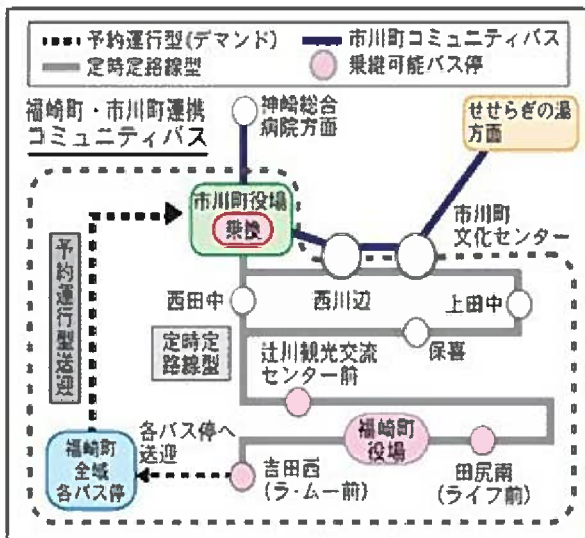 予約運行型(デマンド)
市川町コミュニティバス
定時定路線型
乗継可能バス停
福崎町・市川町連携
コミュニティバス
神崎総合
病院方面
せせらぎの湯
方面
市川町役場
乗換
市川町
文化センター
予約運行型送迎
西田中
西川辺
上田中
定時定
路線型
辻川観光交流
センター前
保喜
福崎町
全域
各バス停
各バス停へ
送迎
福崎町
役場
吉田西
(ラ・ムー前)
田尻南
(ライフ前)